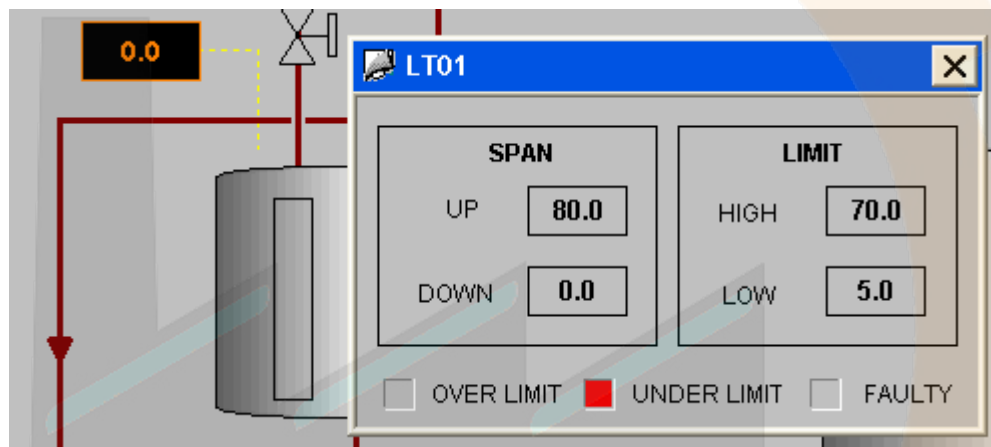 0.0
LT01
SPAN
UP 80.0
DOWN 0.0
LIMIT
HIGH 70.0
LOW 5.0
OVER LIMIT UNDER LIMIT FAULTY